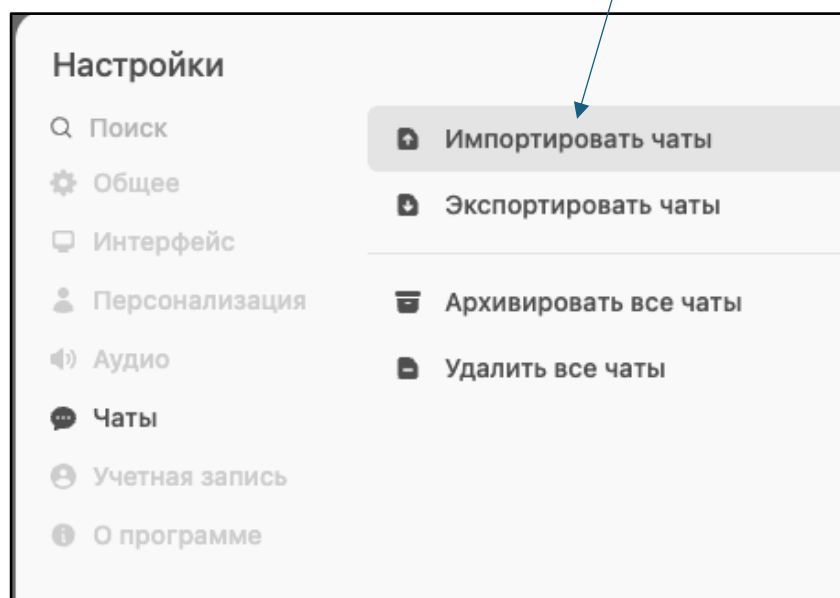 Настройки
Поиск
Общее
Интерфейс
Персонализация
Аудио
Чаты
Учетная запись
О программе
Импортировать чаты
Экспортировать чаты
Архивировать все чаты
Удалить все чаты